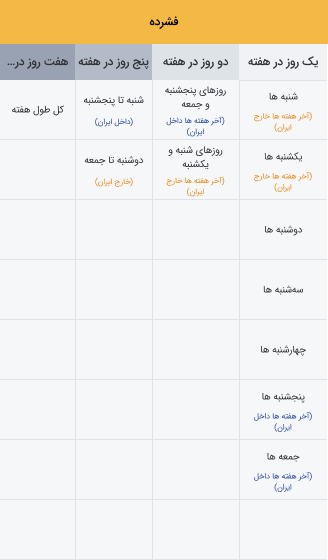 فشرده
یک روز در هفته
دو روز در هفته
پنج روز در هفته
هفت روز در...
شنبه ها
(آخر هفته ها خارج
ایران)
روزهای پنجشنبه
و جمعه
(آخر هفته ها داخل
ایران)
شنبه تا پنجشنبه
(داخل ایران)
کل طول هفته
یکشنبه ها
(آخر هفته ها خارج
ایران)
روزهای شنبه و
یکشنبه
(آخر هفته ها خارج
ایران)
دوشنبه تا جمعه
(خارج ایران)
دوشنبه ها
سه‌شنبه ها
چهارشنبه ها
پنجشنبه ها
(آخر هفته ها داخل
ایران)
جمعه ها
(آخر هفته ها داخل
ایران)